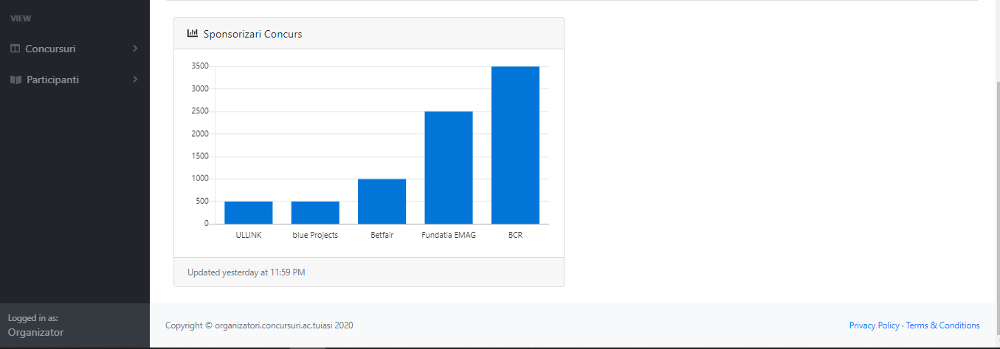 VIEW
Concursuri
Participanti
Sponsorizari Concurs
3500
3000
2500
2000
1500
1000
500
0
ULLINK blue Projects Betfair Fundatia EMAG BCR
Updated yesterday at 11:59 PM
Logged in as:
Organizator
Copyright © organizatori.concursuri.ac.tuiasi 2020
Privacy Policy · Terms & Conditions